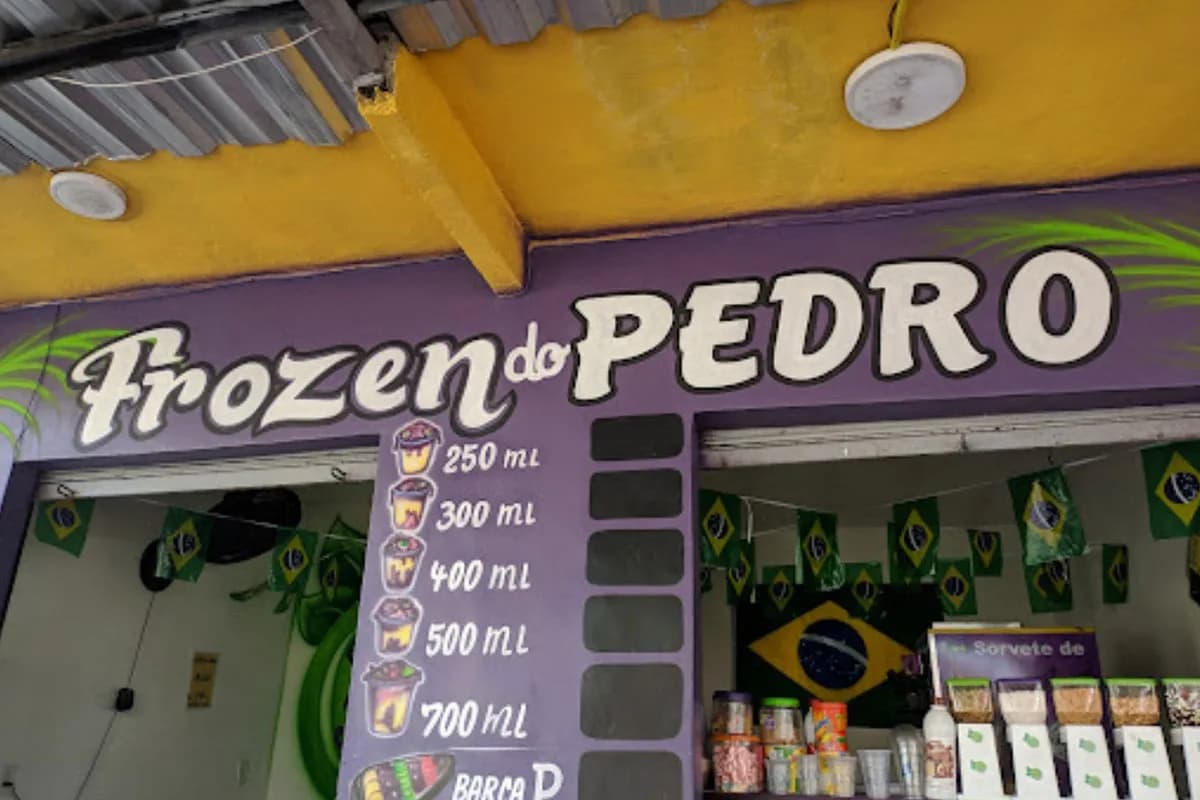 Frozen do PEDRO
250 ML
300 ML
400 ML
500 ML
700 ML
BARCA P
Sorvete de